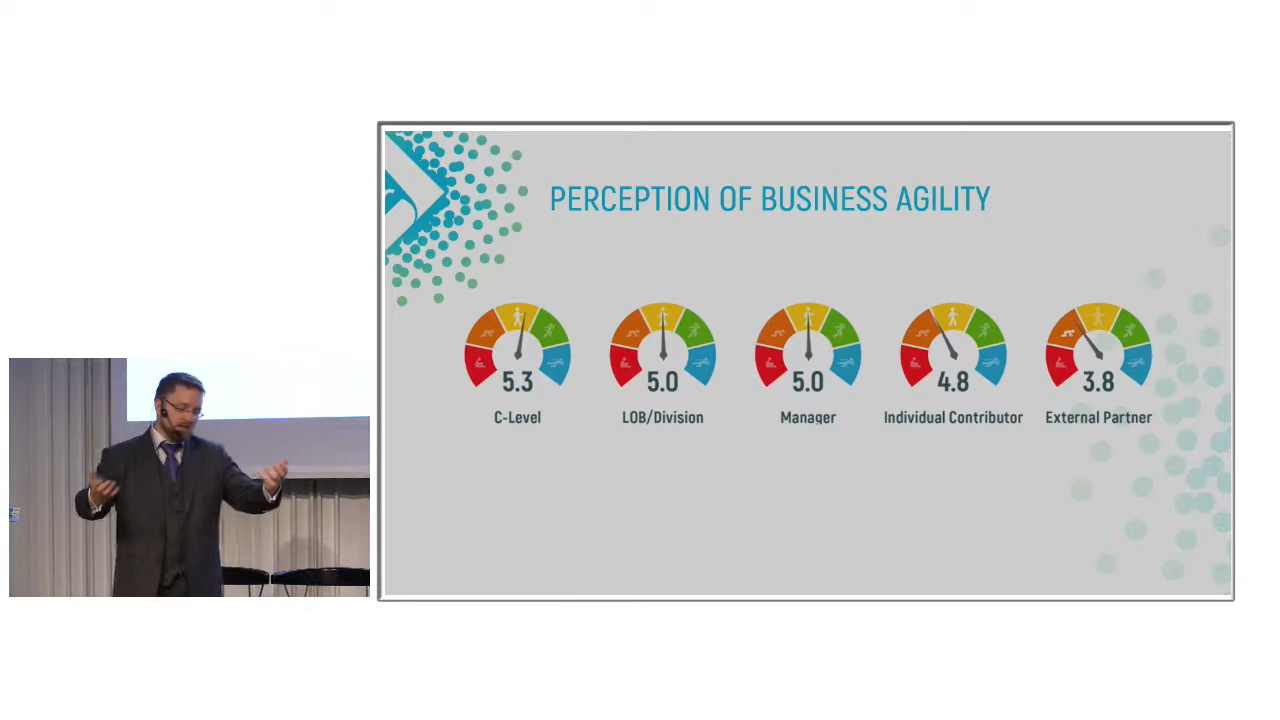 PERCEPTION OF BUSINESS AGILITY
5.3 5.0 5.0 4.8 3.8
C-Level LOB/Division Manager Individual Contributor External Partner